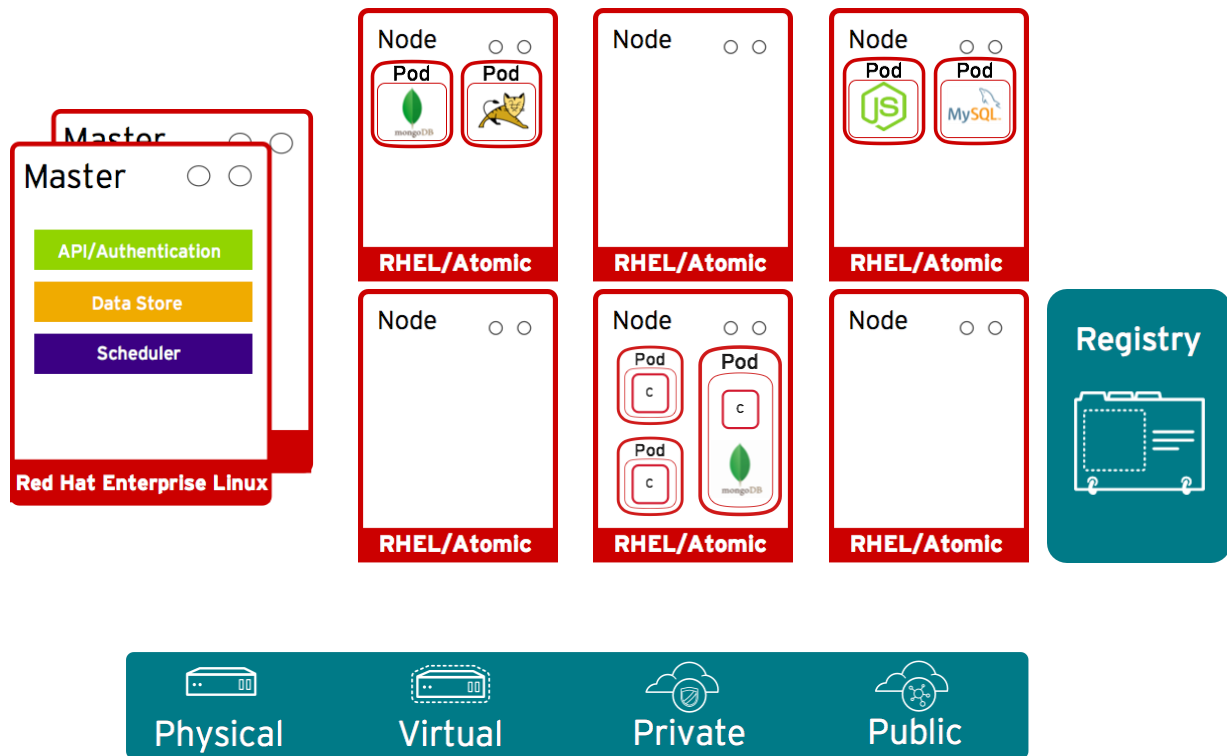 Master
Master
API/Authentication
Data Store
Scheduler
Red Hat Enterprise Linux
Node
Pod
mongoDB
Pod
RHEL/Atomic
Node
RHEL/Atomic
Node
Pod
JS
Pod
MySQL
RHEL/Atomic
Node
RHEL/Atomic
Node
Pod
c
Pod
c
Pod
c
mongoDB
RHEL/Atomic
Node
RHEL/Atomic
Registry
Physical
Virtual
Private
Public